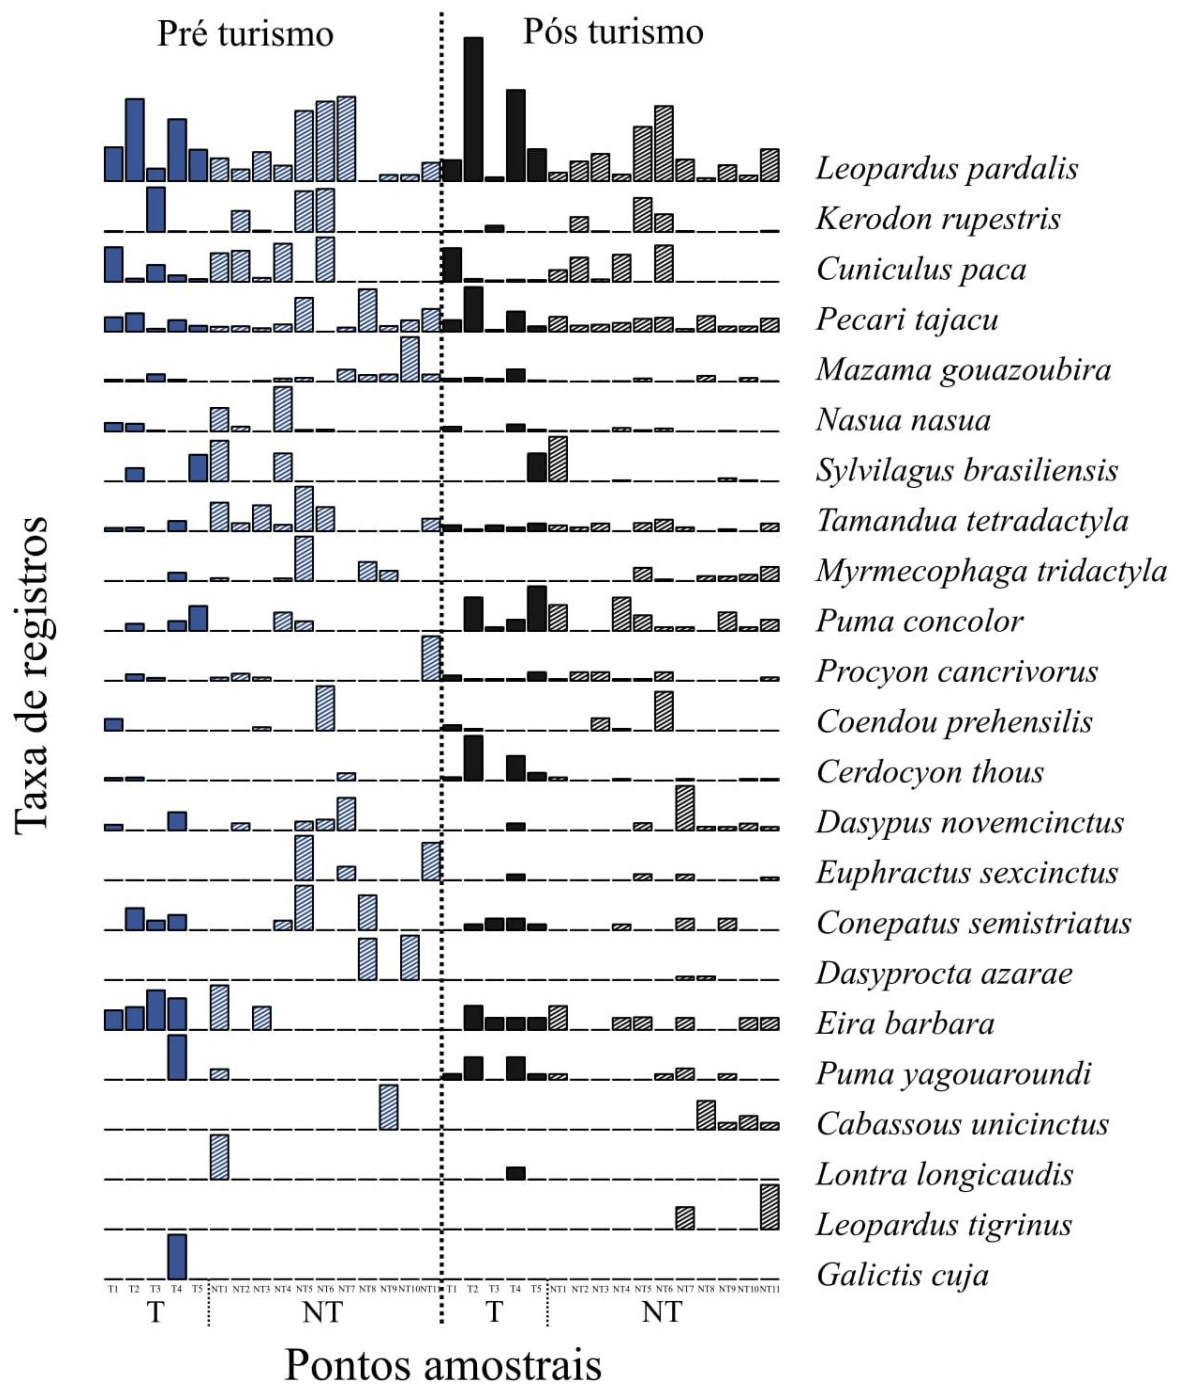 Pré turismo
Pós turismo
Leopardus pardalis
Kerodon rupestris
Cuniculus paca
Pecari tajacu
Mazama gouazoubira
Nasua nasua
Sylvilagus brasiliensis
Tamandua tetradactyla
Myrmecophaga tridactyla
Puma concolor
Procyon cancrivorus
Coendou prehensilis
Cerdocyon thous
Dasypus novemcinctus
Euphractus sexcinctus
Conepatus semistriatus
Dasyprocta azarae
Eira barbara
Puma yagouaroundi
Cabassous unicinctus
Lontra longicaudis
Leopardus tigrinus
Galictis cuja
Taxa de registros
T1 T2 T3 T4 T5 NT1 NT2 NT3 NT4 NT5 NT6 NT7 NT8 NT9 NT10 NT11 T1 T2 T3 T4 T5 NT1 NT2 NT3 NT4 NT5 NT6 NT7 NT8 NT9 NT10 NT11
T NT T NT
Pontos amostrais